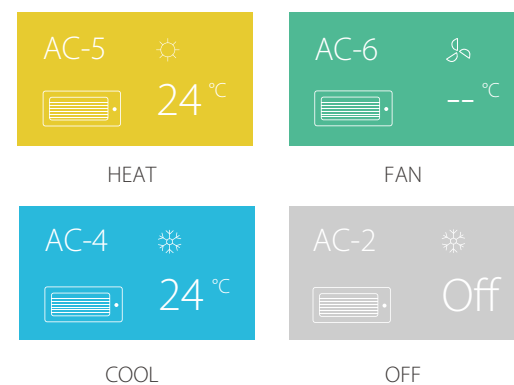 AC-5
24 °C
HEAT
AC-6
-- °C
FAN
AC-4
24 °C
COOL
AC-2
Off
OFF